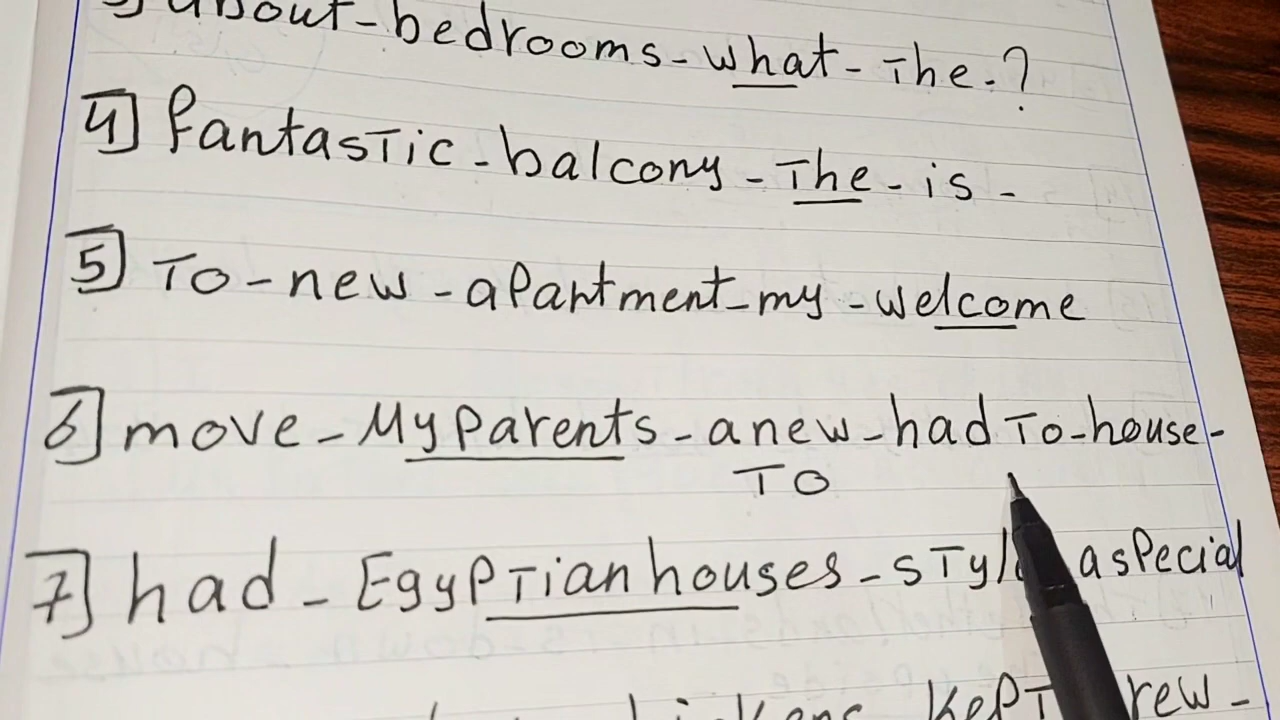 about-bedrooms-what-The-?
4] fantasTic-balcony-The-is-
5] To-new-apartment-my-welcome
6] move-My parents-a new-had To-house-
To
7] had-EgypTian houses-sTyle a special
kepT